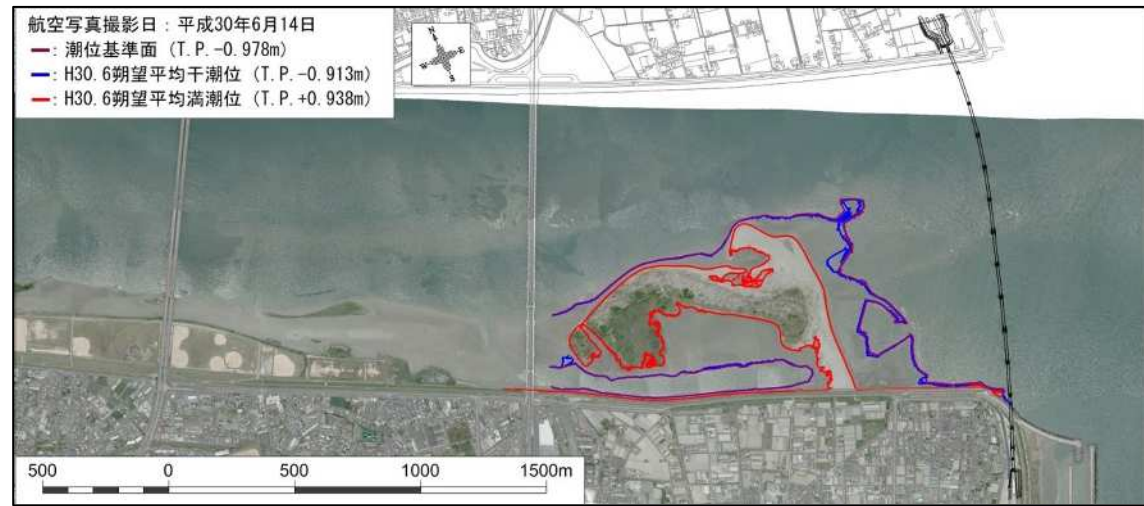 航空写真撮影日：平成30年6月14日
：潮位基準面 (T.P.-0.978m)
：H30.6朔望平均干潮位 (T.P.-0.913m)
：H30.6朔望平均満潮位 (T.P.+0.938m)
500 0 500 1000 1500m